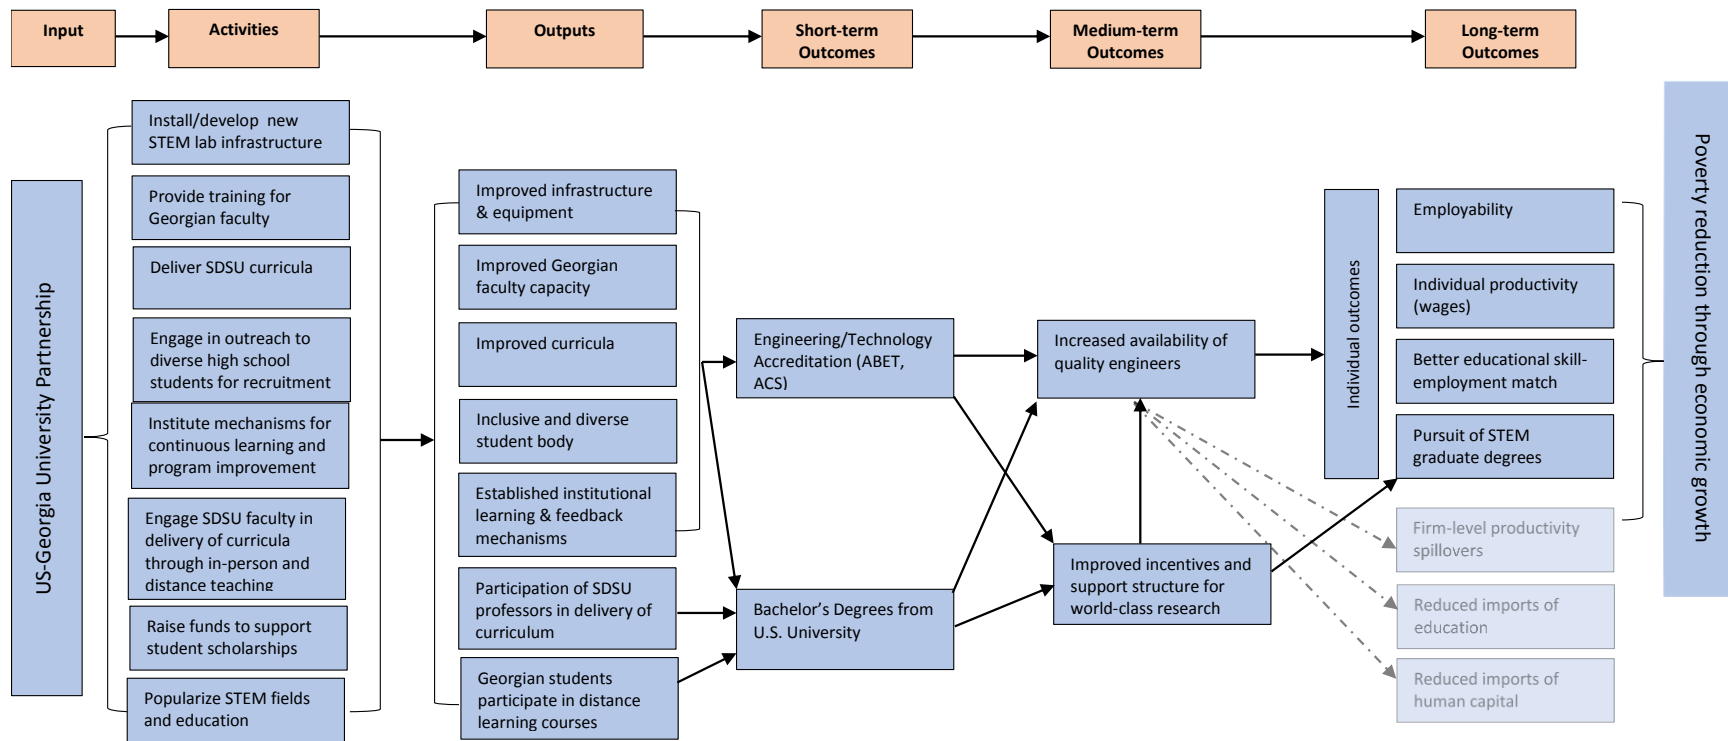 Input
Activities
Outputs
Short-term
Outcomes
Medium-term
Outcomes
Long-term
Outcomes
US-Georgia University Partnership
Install/develop  new
STEM lab infrastructure
Provide training for
Georgian faculty
Deliver SDSU curricula
Engage in outreach to
diverse high school
students for recruitment
Institute mechanisms for
continuous learning and
program improvement
Engage SDSU faculty in
delivery of curricula
through in-person and
distance teaching
Raise funds to support
student scholarships
Popularize STEM fields
and education
Improved infrastructure
& equipment
Improved Georgian
faculty capacity
Improved curricula
Inclusive and diverse
student body
Established institutional
learning & feedback
mechanisms
Participation of SDSU
professors in delivery of
curriculum
Georgian students
participate in distance
learning courses
Engineering/Technology
Accreditation (ABET,
ACS)
Bachelor’s Degrees from
U.S. University
Increased availability of
quality engineers
Improved incentives and
support structure for
world-class research
Individual outcomes
Employability
Individual productivity
(wages)
Better educational skill-
employment match
Pursuit of STEM
graduate degrees
Firm-level productivity
spillovers
Reduced imports of
education
Reduced imports of
human capital
Poverty reduction through economic growth